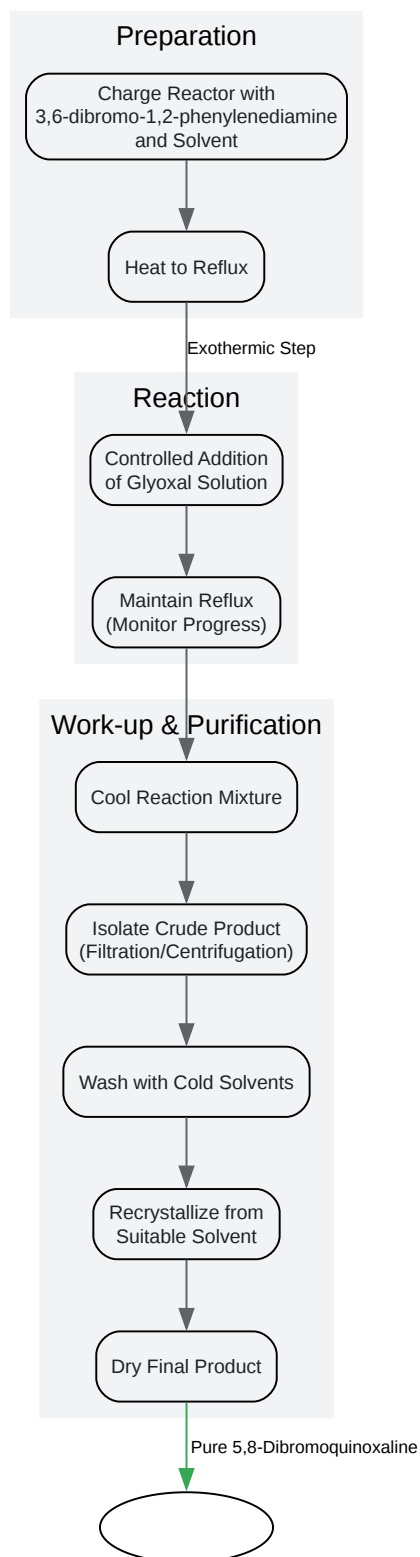 Preparation
Charge Reactor with
3,6-dibromo-1,2-phenylenediamine
and Solvent
Heat to Reflux
Exothermic Step
Reaction
Controlled Addition
of Glyoxal Solution
Maintain Reflux
(Monitor Progress)
Work-up & Purification
Cool Reaction Mixture
Isolate Crude Product
(Filtration/Centrifugation)
Wash with Cold Solvents
Recrystallize from
Suitable Solvent
Dry Final Product
Pure 5,8-Dibromoquinoxaline